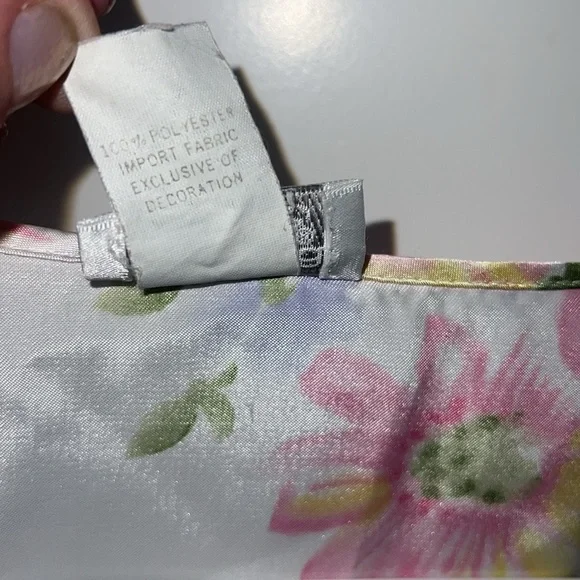 100% POLYESTER
IMPORT FABRIC
EXCLUSIVE OF
DECORATION